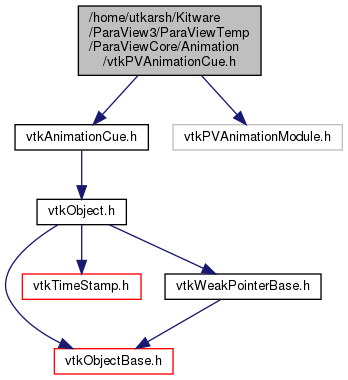 /home/utkarsh/Kitware
/ParaView3/ParaViewTemp
/ParaViewCore/Animation
/vtkPVAnimationCue.h
vtkAnimationCue.h
vtkPVAnimationModule.h
vtkObject.h
vtkTimeStamp.h
vtkWeakPointerBase.h
vtkObjectBase.h